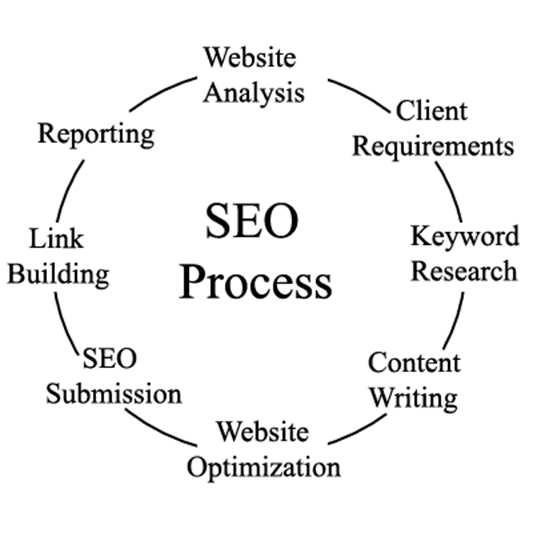 Website
Analysis
Client
Requirements
Keyword
Research
Content
Writing
Website
Optimization
SEO
Submission
Link
Building
Reporting
SEO
Process